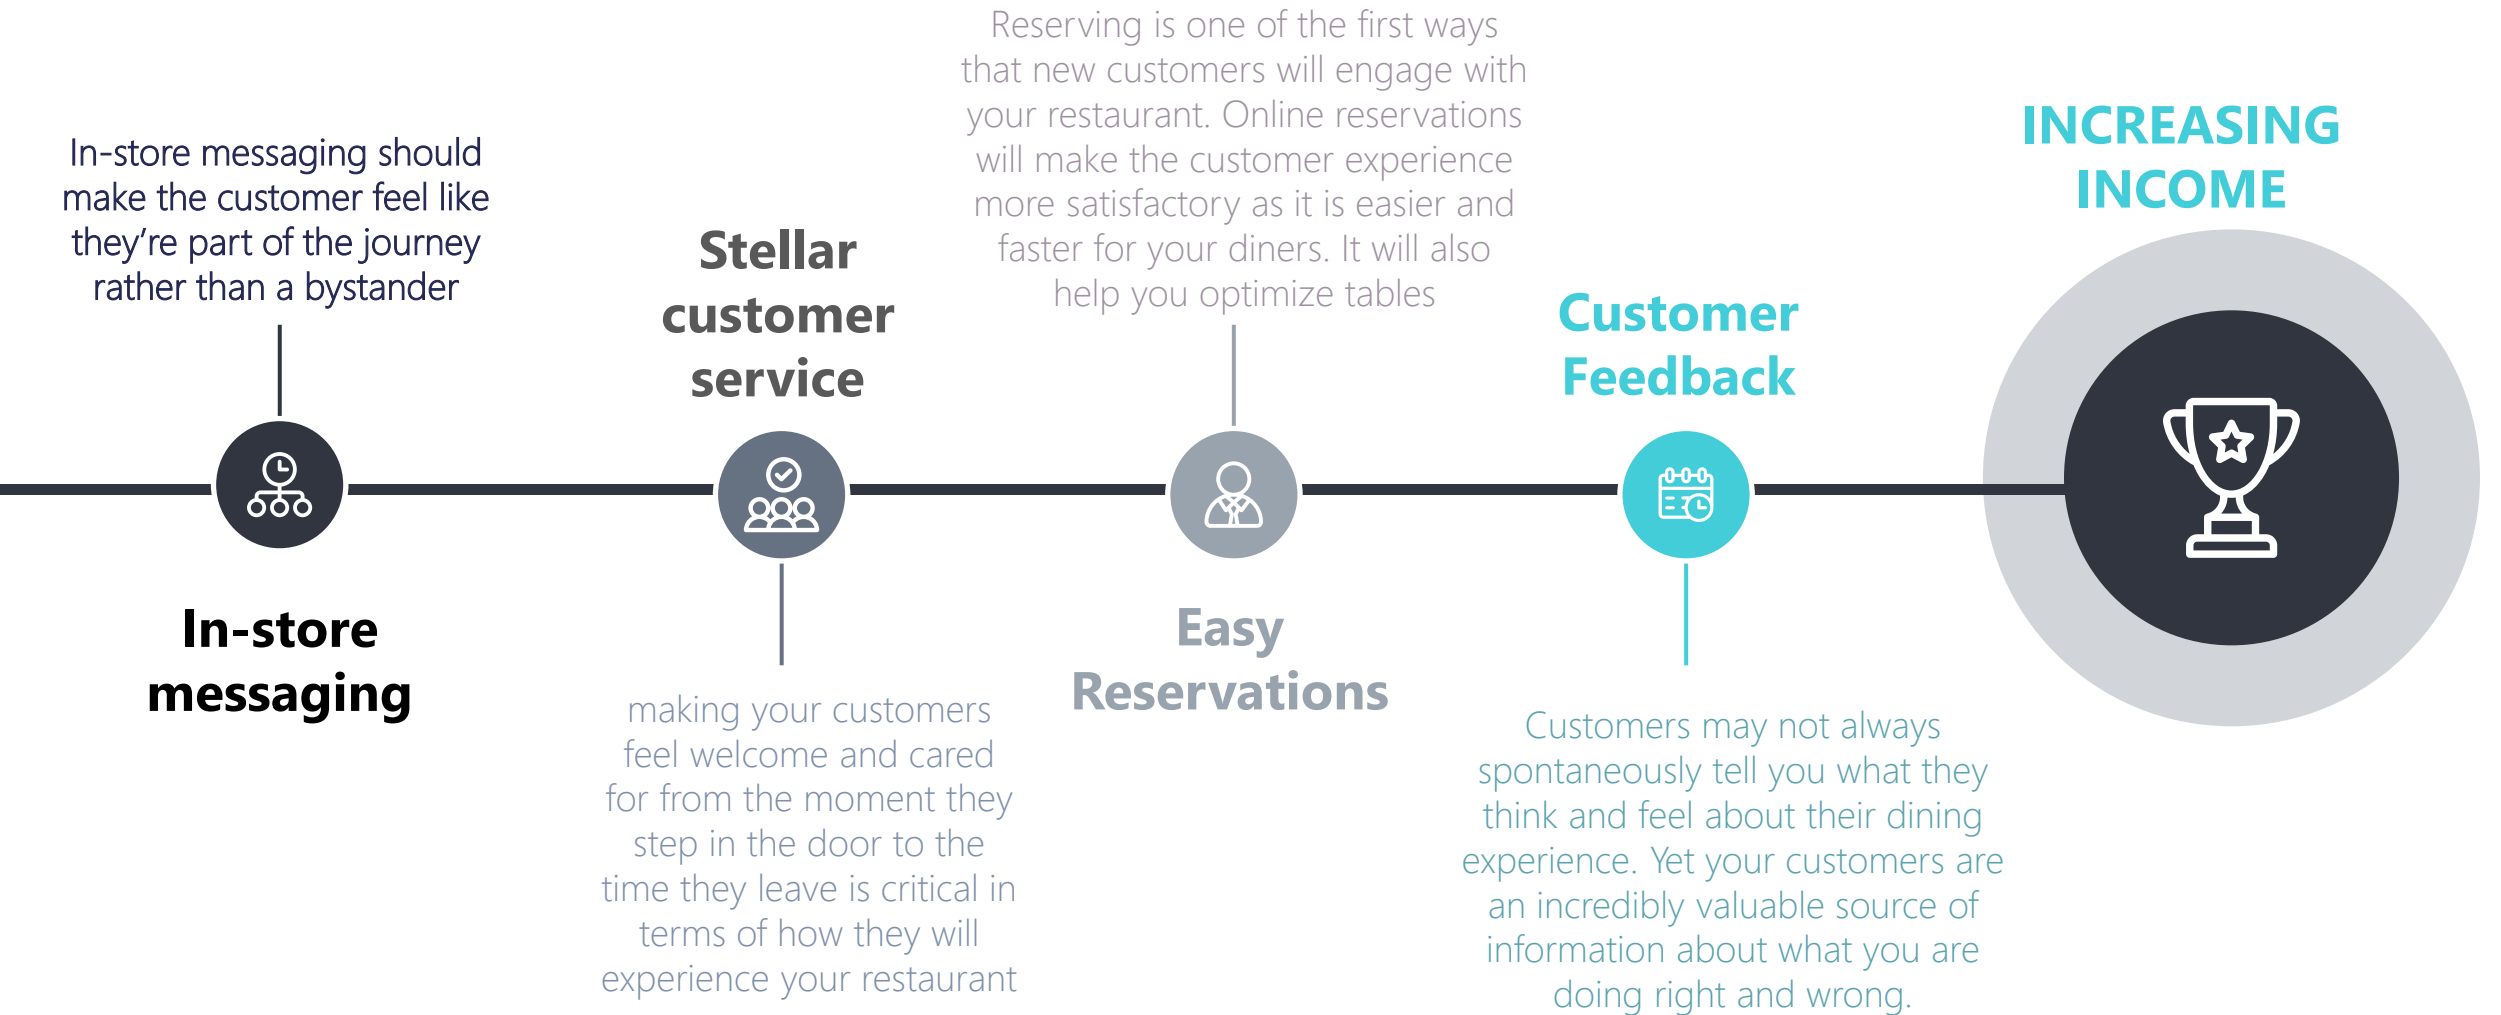 In-store messaging should
make the customer feel like
they're part of the journey
rather than a bystander
In-store
messaging
Stellar
customer
service
making your customers
feel welcome and cared
for from the moment they
step in the door to the
time they leave is critical in
terms of how they will
experience your restaurant
Reserving is one of the first ways
that new customers will engage with
your restaurant. Online reservations
will make the customer experience
more satisfactory as it is easier and
faster for your diners. It will also
help you optimize tables
Easy
Reservations
Customer
Feedback
Customers may not always
spontaneously tell you what they
think and feel about their dining
experience. Yet your customers are
an incredibly valuable source of
information about what you are
doing right and wrong.
INCREASING
INCOME